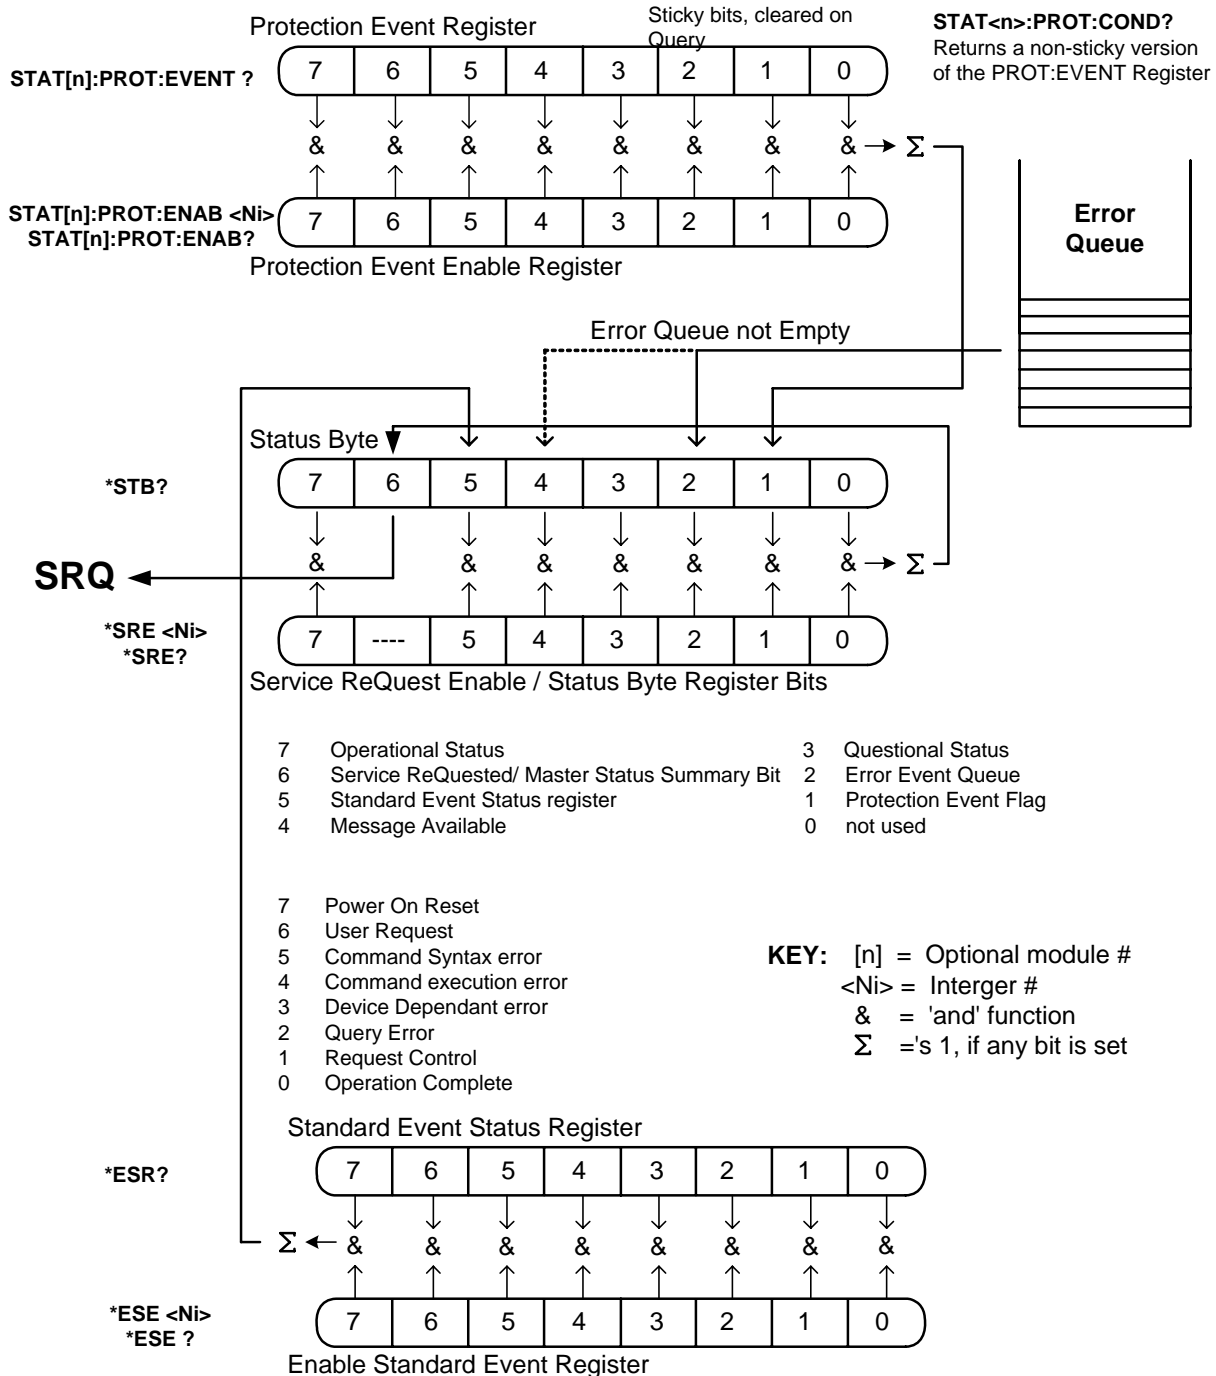 Protection Event Register
Sticky bits, cleared on
Query
STAT<n>:PROT:COND?
Returns a non-sticky version
of the PROT:EVENT Register
STAT[n]:PROT:EVENT ?
7 6 5 4 3 2 1 0
& & & & & & & & Σ
STAT[n]:PROT:ENAB <Ni>
STAT[n]:PROT:ENAB?
7 6 5 4 3 2 1 0
Protection Event Enable Register
Error
Queue
Error Queue not Empty
Status Byte
*STB?
7 6 5 4 3 2 1 0
SRQ
& & & & & & & Σ
*SRE <Ni>
*SRE?
7 ---- 5 4 3 2 1 0
Service ReQuest Enable / Status Byte Register Bits
7 Operational Status
6 Service ReQuested/ Master Status Summary Bit
5 Standard Event Status register
4 Message Available
3 Questional Status
2 Error Event Queue
1 Protection Event Flag
0 not used
7 Power On Reset
6 User Request
5 Command Syntax error
4 Command execution error
3 Device Dependant error
2 Query Error
1 Request Control
0 Operation Complete
KEY: [n] = Optional module #
<Ni> = Interger #
& = 'and' function
Σ ='s 1, if any bit is set
Standard Event Status Register
*ESR?
7 6 5 4 3 2 1 0
Σ & & & & & & & &
*ESE <Ni>
*ESE ?
7 6 5 4 3 2 1 0
Enable Standard Event Register